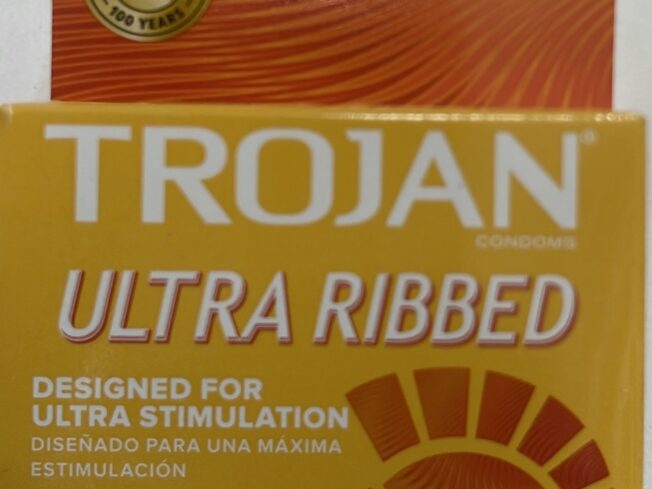 100 YEARS
TROJAN®
CONDOMS
ULTRA RIBBED
DESIGNED FOR
ULTRA STIMULATION
DISEÑADO PARA UNA MÁXIMA
ESTIMULACIÓN